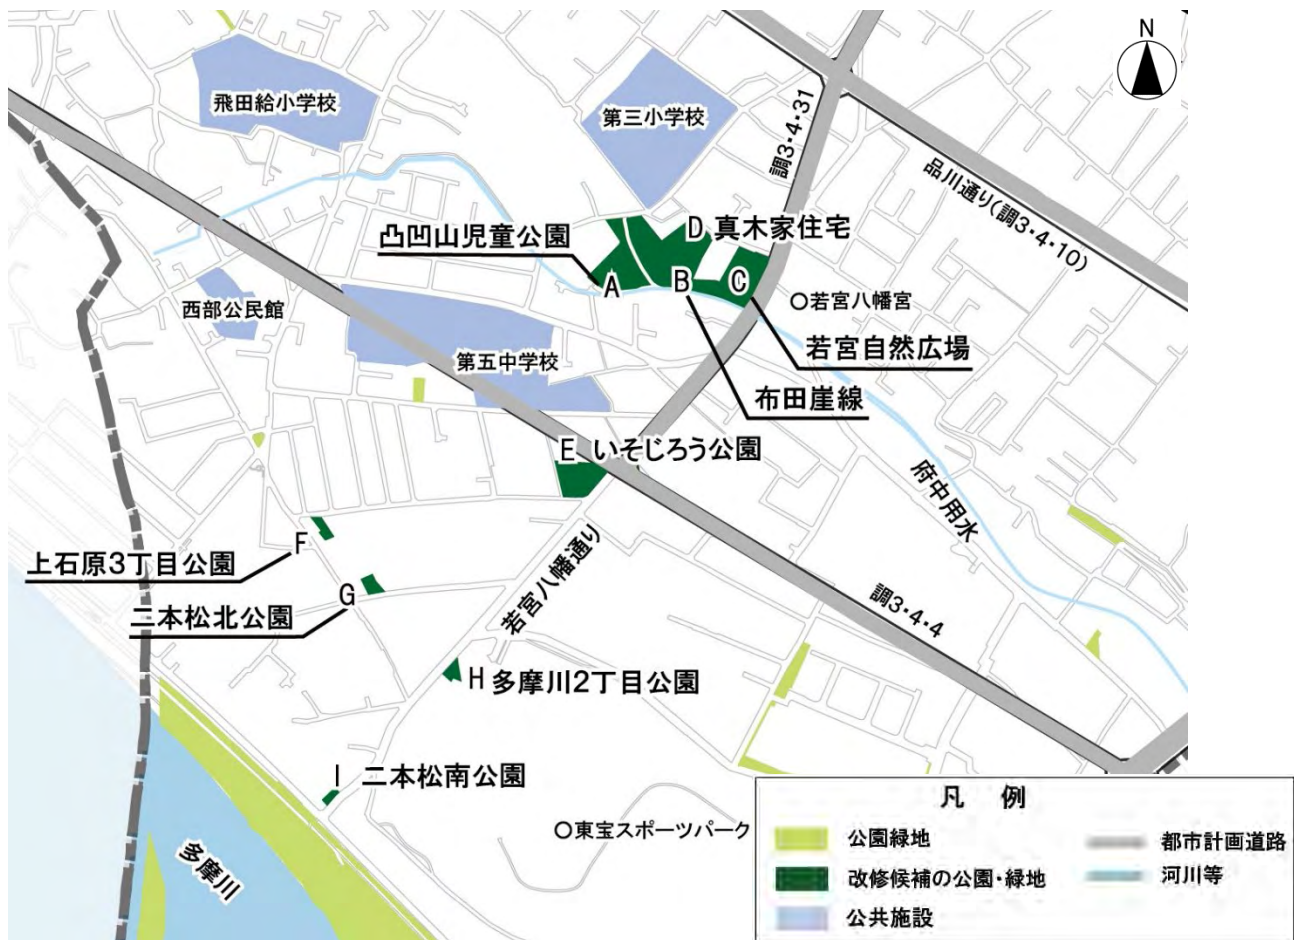 N
飛田給小学校
第三小学校
調3・4・31
品川通り(調3・4・10)
凸凹山児童公園
D 真木家住宅
A
B
C
西部公民館
若宮八幡宮
若宮自然広場
第五中学校
布田崖線
E いそじろう公園
府中用水
F
上石原3丁目公園
G
二本松北公園
若宮八幡通り
調3・4・4
H 多摩川2丁目公園
I 二本松南公園
東宝スポーツパーク
多摩川
凡 例
公園緑地
都市計画道路
改修候補の公園・緑地
河川等
公共施設